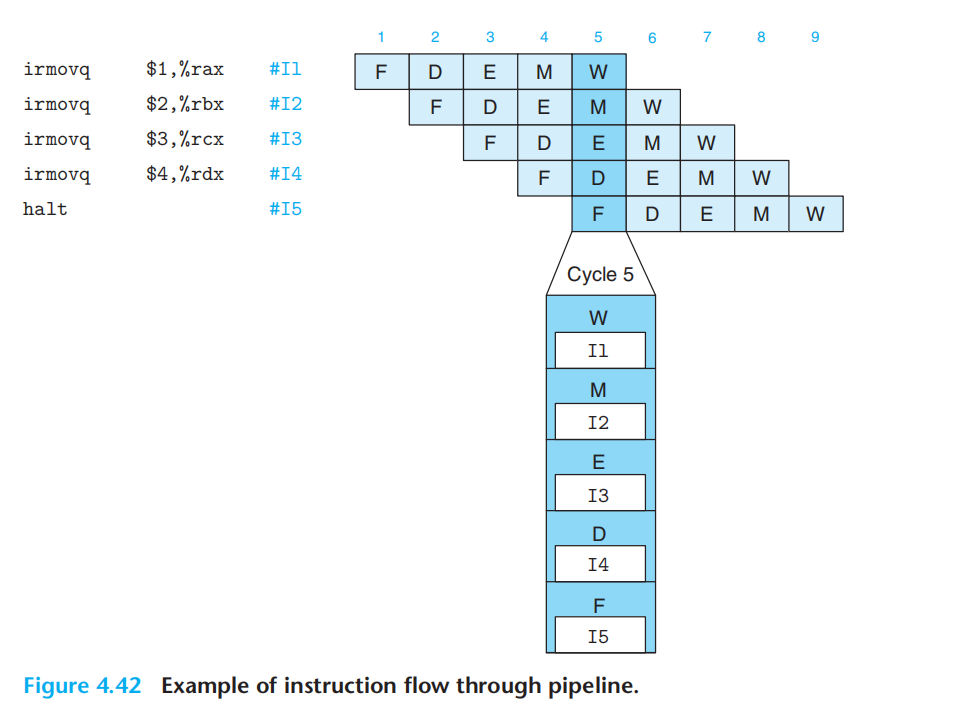 1 2 3 4 5 6 7 8 9
irmovq $1,%rax #I1 F D E M W
irmovq $2,%rbx #I2 F D E M W
irmovq $3,%rcx #I3 F D E M W
irmovq $4,%rdx #I4 F D E M W
halt #I5 F D E M W
Cycle 5
W
I1
M
I2
E
I3
D
I4
F
I5
Figure 4.42 Example of instruction flow through pipeline.